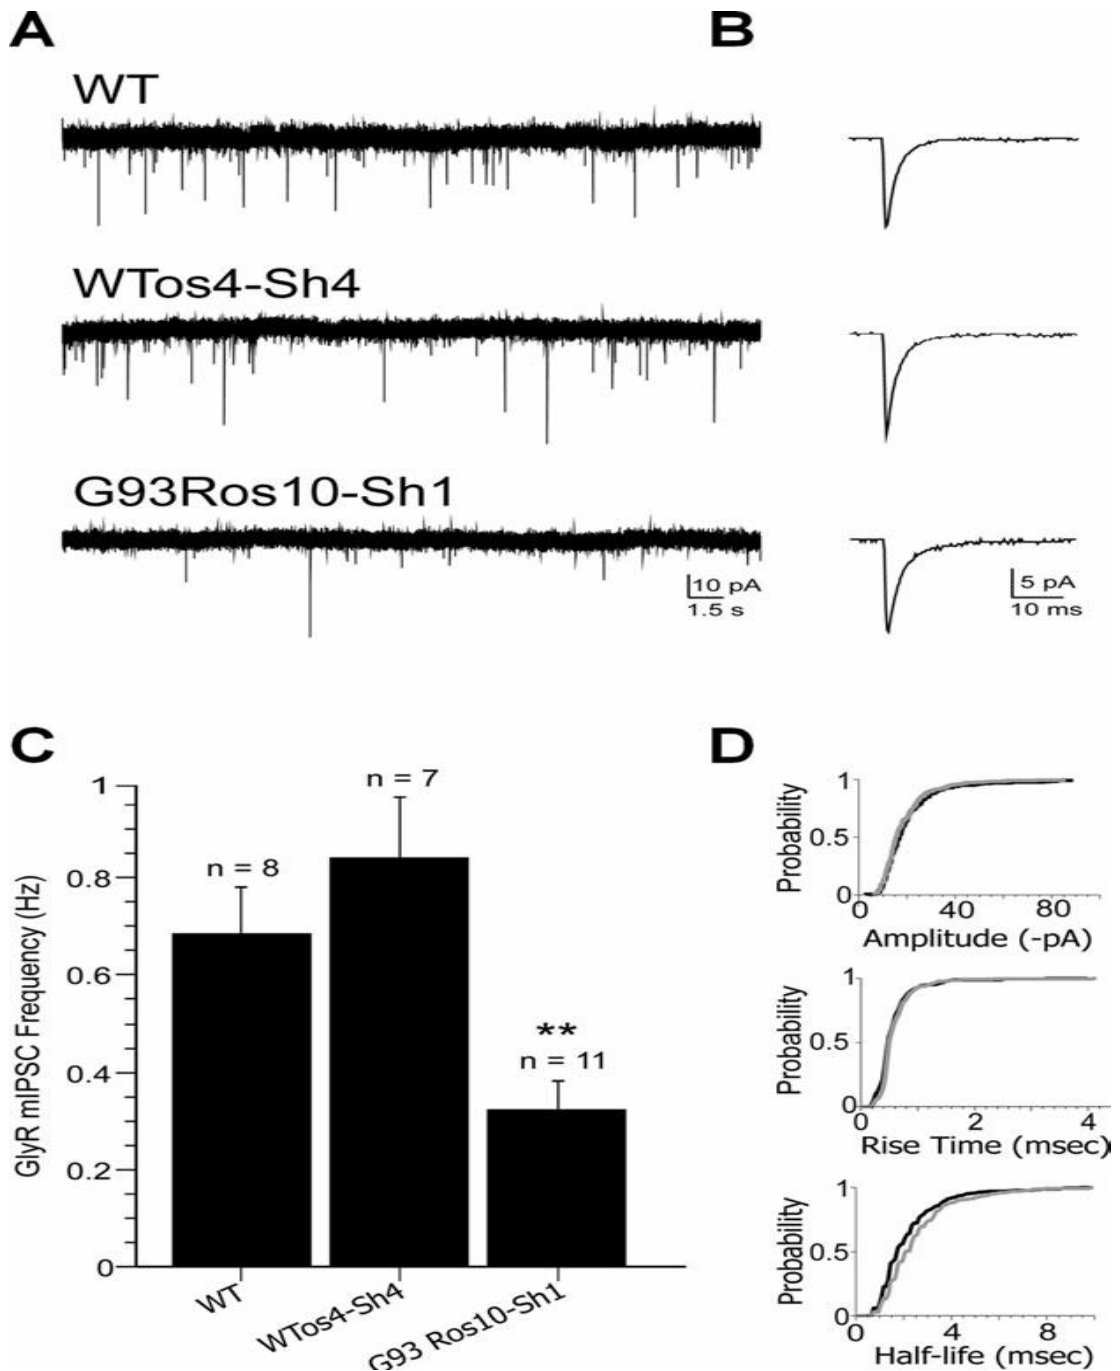 A
B
WT
WTos4-Sh4
G93Ros10-Sh1
10 pA
1.5 s
5 pA
10 ms
C
D
GlyR mIPSC Frequency (Hz)
1
0.8
0.6
0.4
0.2
0
n = 8
n = 7
**
n = 11
WT
WTos4-Sh4
G93 Ros10-Sh1
Probability
1
0.5
0
0 40 80
Amplitude (-pA)
Probability
1
0.5
0
0 2 4
Rise Time (msec)
Probability
1
0.5
0
0 4 8
Half-life (msec)